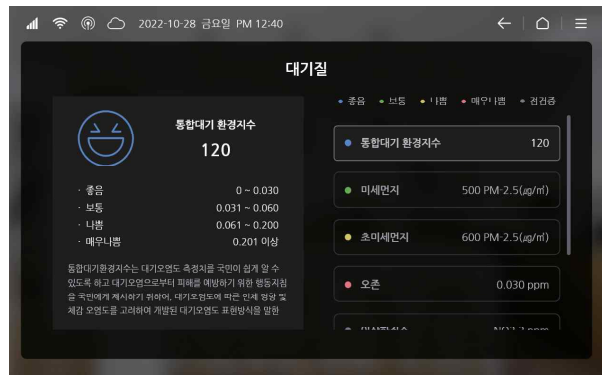 2022-10-28 금요일 PM 12:40
대기질
통합대기 환경지수
120
· 좋음 0 ~ 0.030
· 보통 0.031 ~ 0.060
· 나쁨 0.061 ~ 0.200
· 매우나쁨 0.201 이상
통합대기환경지수는 대기오염도 측정치를 국민이 쉽게 알 수
있도록 하고 대기오염으로부터 피해를 예방하기 위한 행동지침
을 국민에게 제시하기 위하여, 대기오염도에 따른 인체 영향 및
체감 오염도를 고려하여 개발된 대기오염도 표현방식을 말한
좋음 보통 나쁨 매우나쁨
통합대기 환경지수 120
미세먼지 500 PM-2.5(㎍/㎥)
초미세먼지 600 PM-2.5(㎍/㎥)
오존 0.030 ppm